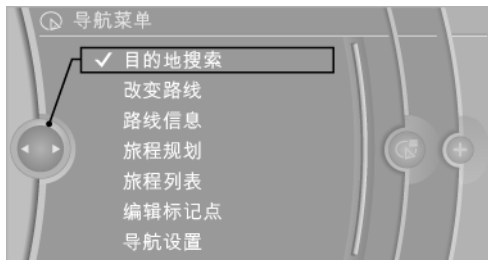 导航菜单
目的地搜索
改变路线
路线信息
旅程规划
旅程列表
编辑标记点
导航设置